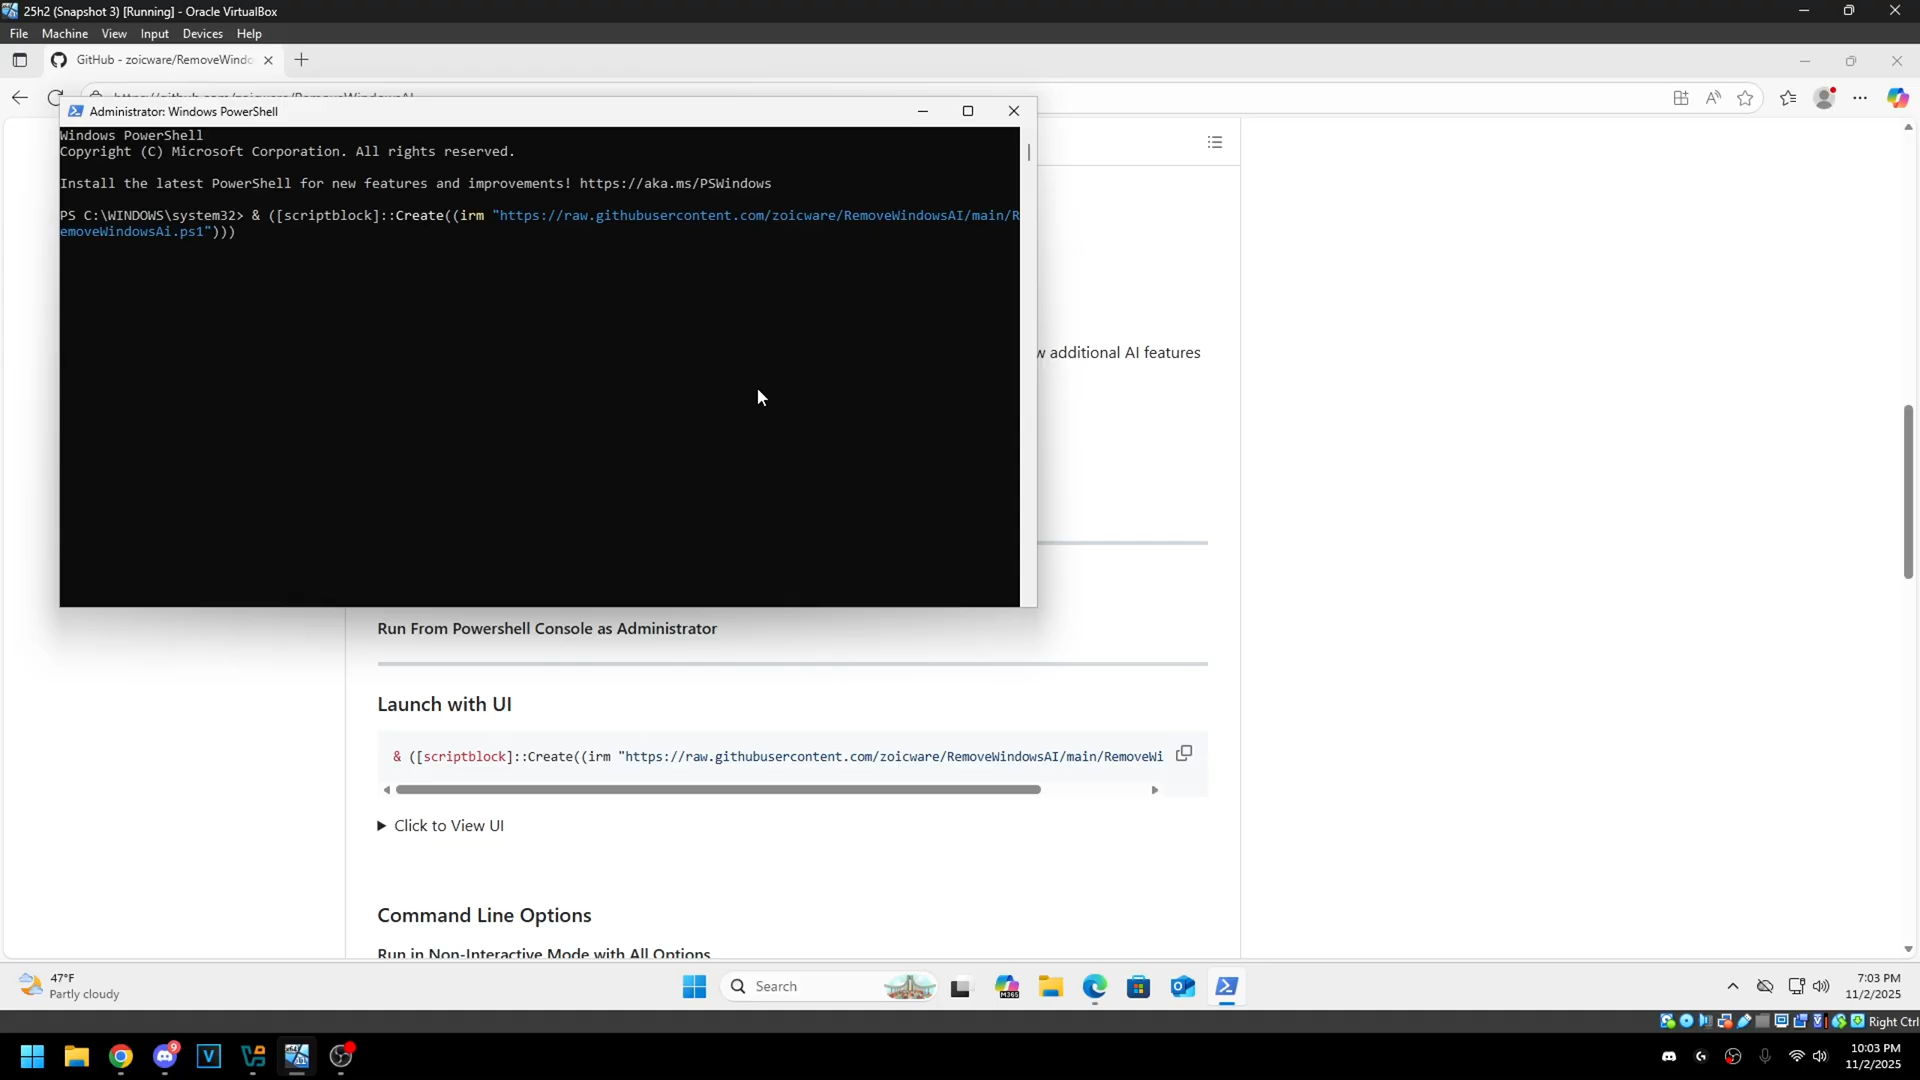 25h2 (Snapshot 3) [Running] - Oracle VirtualBox
File Machine View Input Devices Help
GitHub - zoicware/RemoveWindo
Administrator: Windows PowerShell
Windows PowerShell
Copyright (C) Microsoft Corporation. All rights reserved.
Install the latest PowerShell for new features and improvements! https://aka.ms/PSWindows
PS C:\WINDOWS\system32> & ([scriptblock]::Create((irm "https://raw.githubusercontent.com/zoicware/RemoveWindowsAI/main/R
emoveWindowsAi.ps1")))
w additional AI features
Run From Powershell Console as Administrator
Launch with UI
& ([scriptblock]::Create((irm "https://raw.githubusercontent.com/zoicware/RemoveWindowsAI/main/RemoveWi
Click to View UI
Command Line Options
Run in Non-Interactive Mode with All Options
47°F
Partly cloudy
Search
M365
7:03 PM
11/2/2025
Right Ctrl
9
10:03 PM
11/2/2025